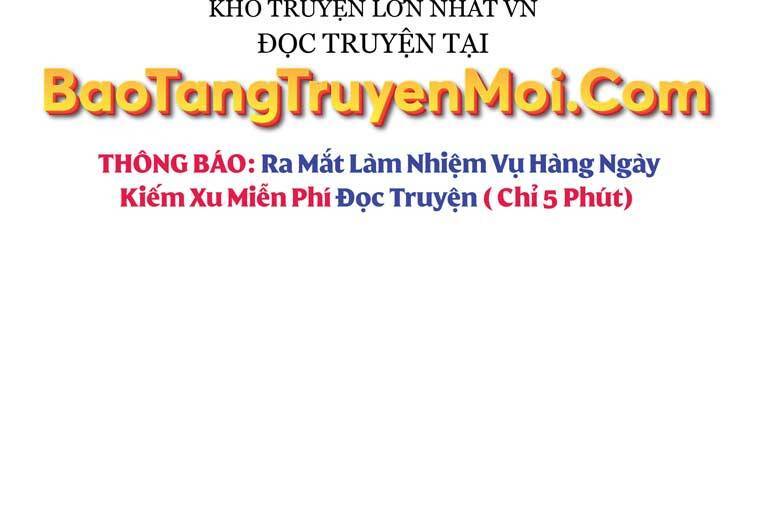 KHO TRUYỆN LỚN NHẤT VN
ĐỌC TRUYỆN TẠI
BaoTangTruyenMoi.Com
THÔNG BÁO: Ra Mắt Làm Nhiệm Vụ Hàng Ngày
Kiếm Xu Miễn Phí Đọc Truyện ( Chỉ 5 Phút)